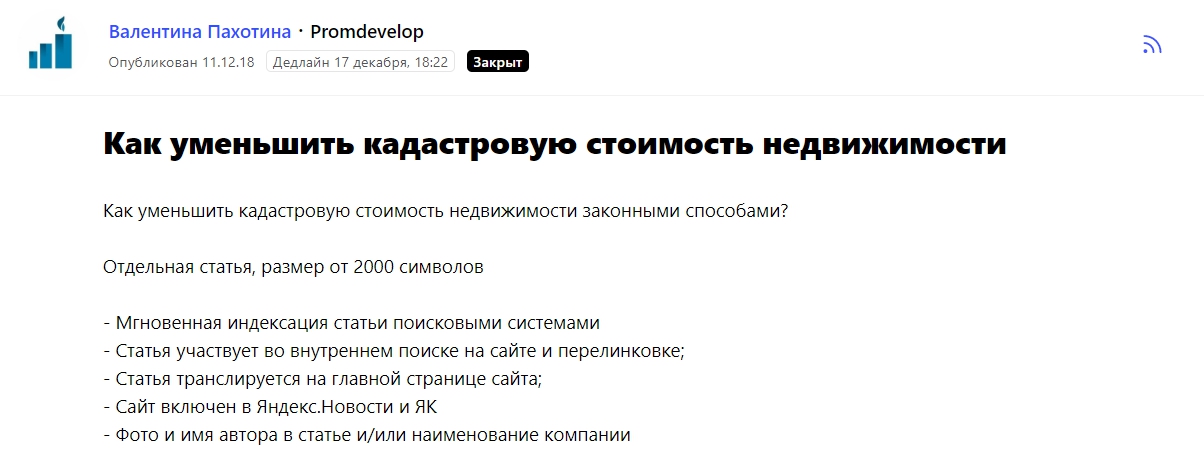 Валентина Пахотина · Promdevelop
Опубликован 11.12.18 Дедлайн 17 декабря, 18:22 Закрыт
Как уменьшить кадастровую стоимость недвижимости
Как уменьшить кадастровую стоимость недвижимости законными способами?
Отдельная статья, размер от 2000 символов
- Мгновенная индексация статьи поисковыми системами
- Статья участвует во внутреннем поиске на сайте и перелинковке;
- Статья транслируется на главной странице сайта;
- Сайт включен в Яндекс.Новости и ЯК
- Фото и имя автора в статье и/или наименование компании